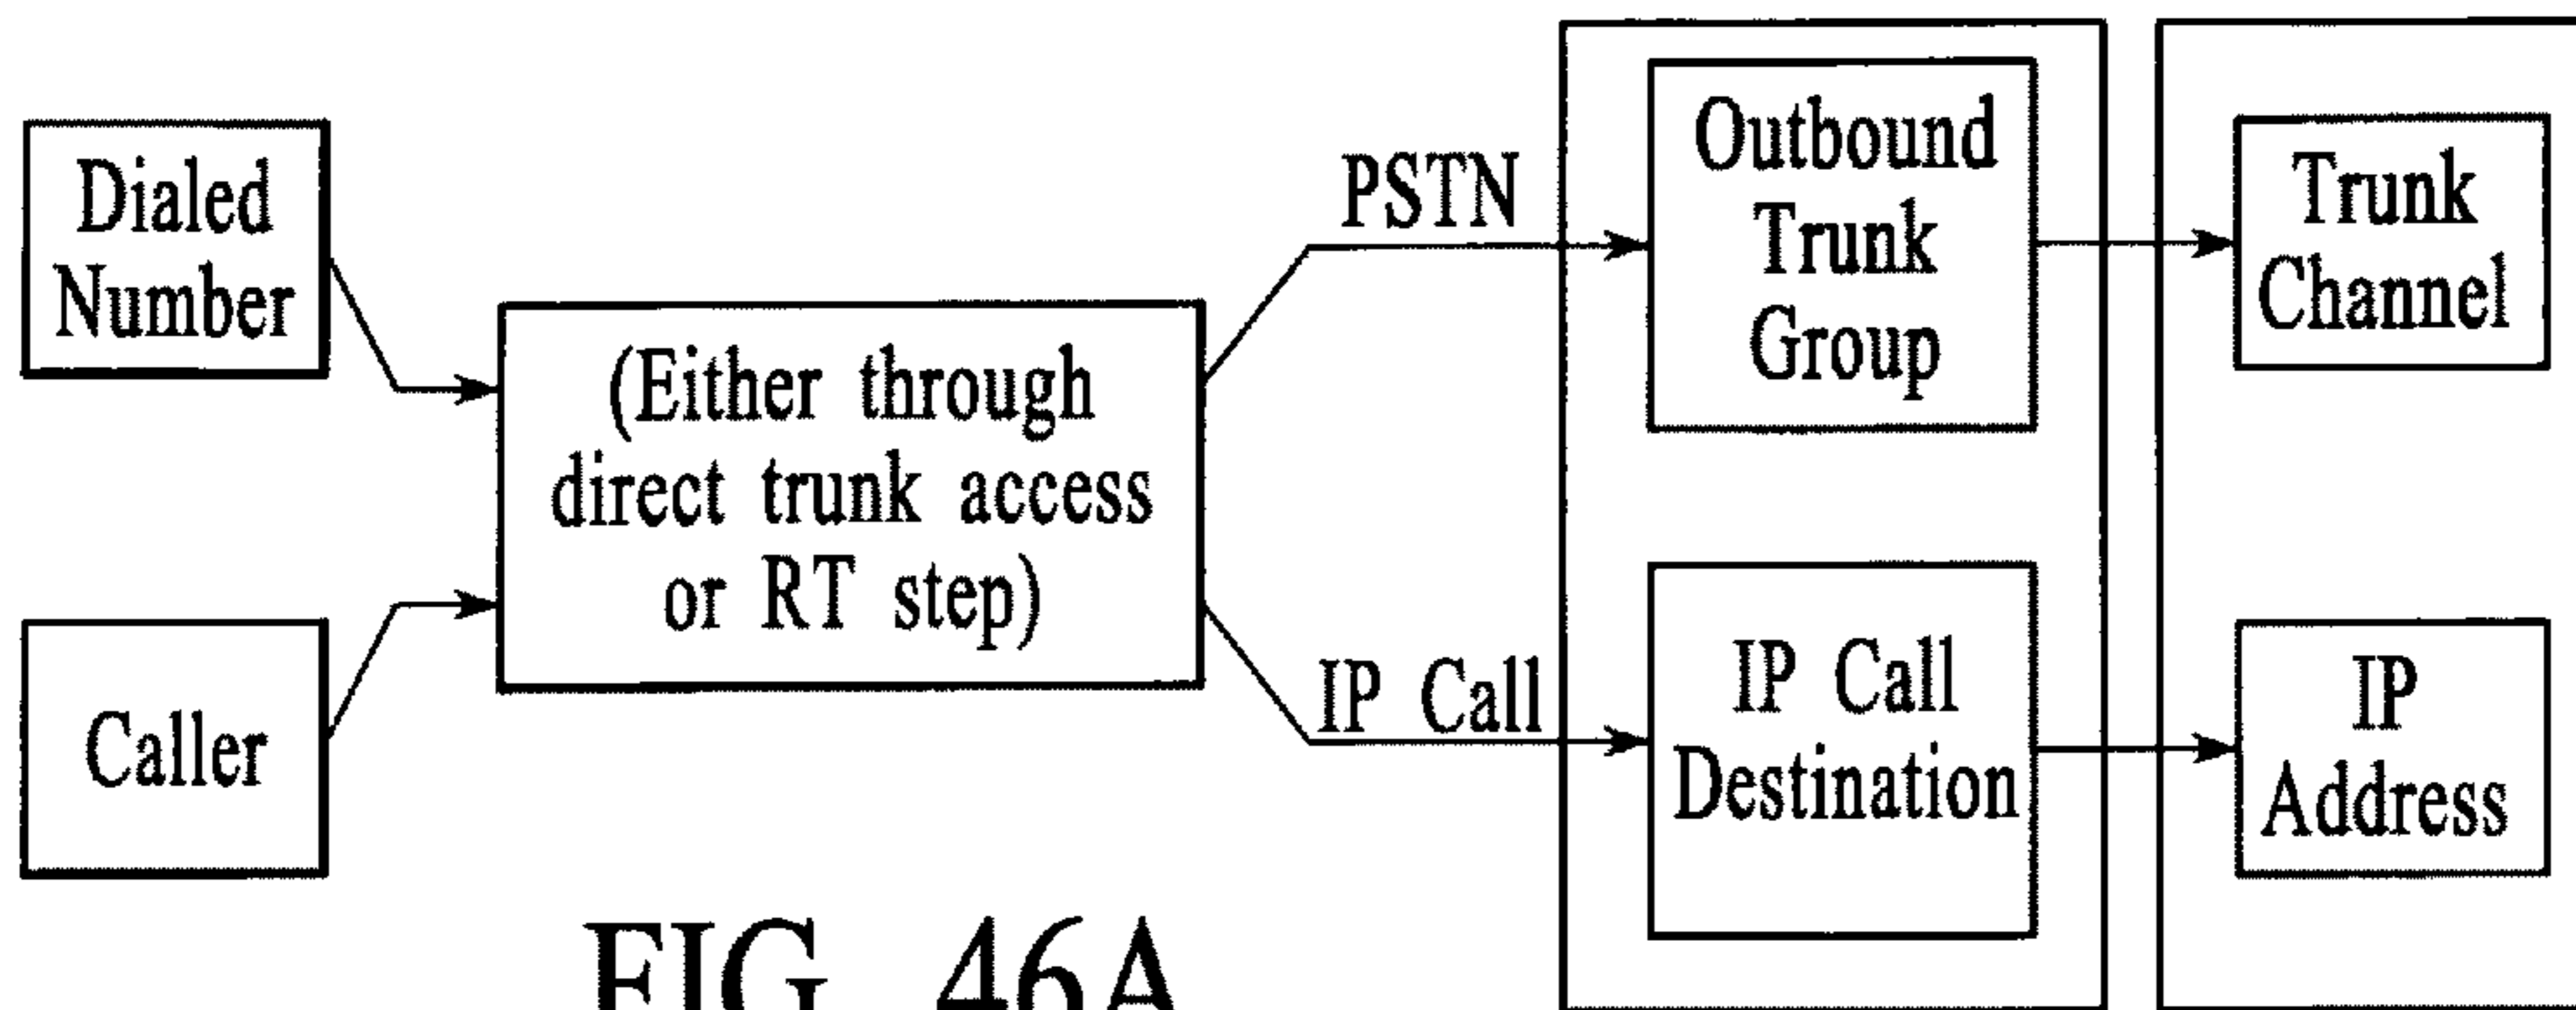 Dialed
Number
Caller
(Either through
direct trunk access
or RT step)
PSTN
IP Call
Outbound
Trunk
Group
IP Call
Destination
Trunk
Channel
IP
Address
FIG. 46A